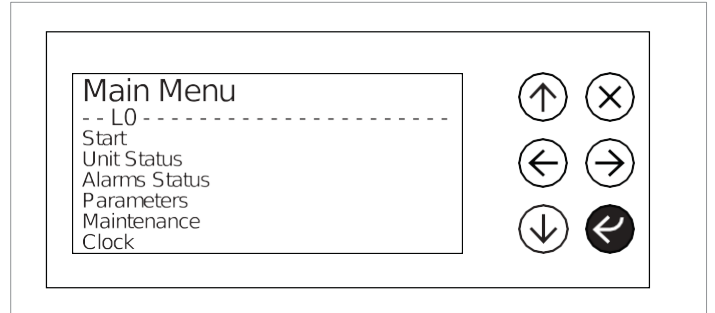 Main Menu
- - L0 - - - - - - - - - - - - - - - - - - - - - -
Start
Unit Status
Alarms Status
Parameters
Maintenance
Clock